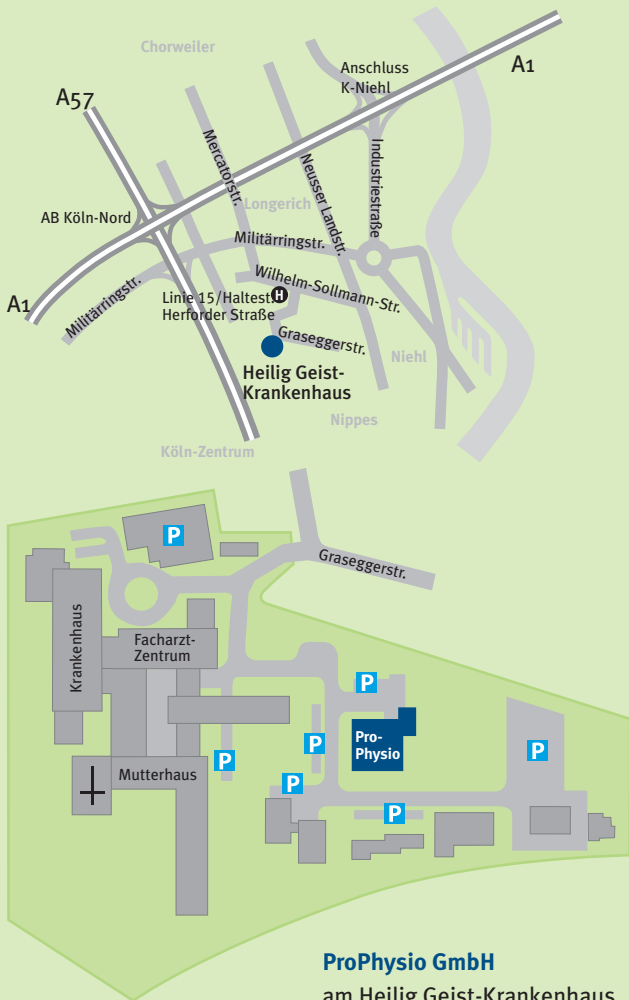 Chorweiler
Anschluss
K-Niehl
A1
A57
Mercatorstr.
Neusser Landstr.
Industriestraße
Longerich
AB Köln-Nord
Militärringstr.
Wilhelm-Sollmann-Str.
A1
Militärringstr.
Linie 15/Haltest.
Herforder Straße
H
Graseggerstr.
Niehl
Heilig Geist-
Krankenhaus
Nippes
Köln-Zentrum
P
Graseggerstr.
Krankenhaus
Facharzt-
Zentrum
P
Pro-
Physio
P
P
P
Mutterhaus
P
P
ProPhysio GmbH
am Heilig Geist-Krankenhaus